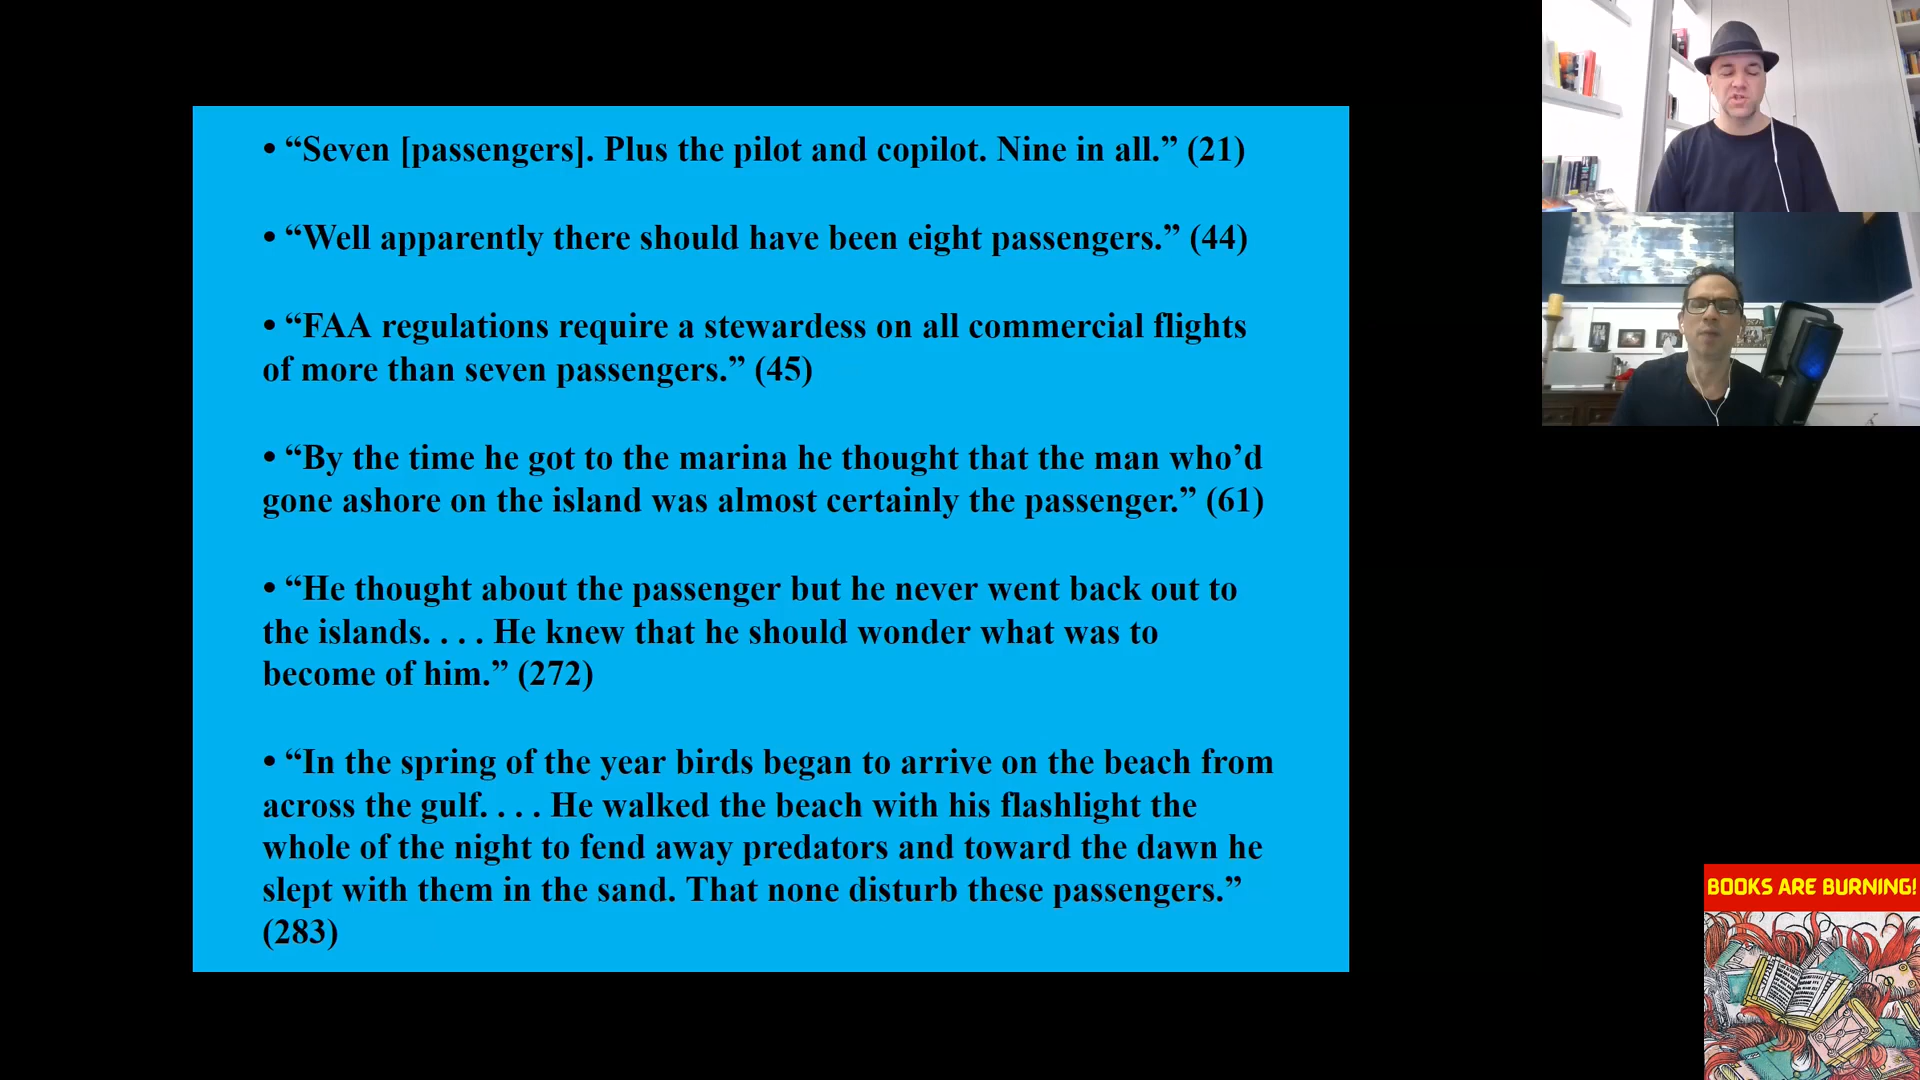 • “Seven [passengers]. Plus the pilot and copilot. Nine in all.” (21)
• “Well apparently there should have been eight passengers.” (44)
• “FAA regulations require a stewardess on all commercial flights
of more than seven passengers.” (45)
• “By the time he got to the marina he thought that the man who’d
gone ashore on the island was almost certainly the passenger.” (61)
• “He thought about the passenger but he never went back out to
the islands. . . . He knew that he should wonder what was to
become of him.” (272)
• “In the spring of the year birds began to arrive on the beach from
across the gulf. . . . He walked the beach with his flashlight the
whole of the night to fend away predators and toward the dawn he
slept with them in the sand. That none disturb these passengers.”
(283)
BOOKS ARE BURNING!